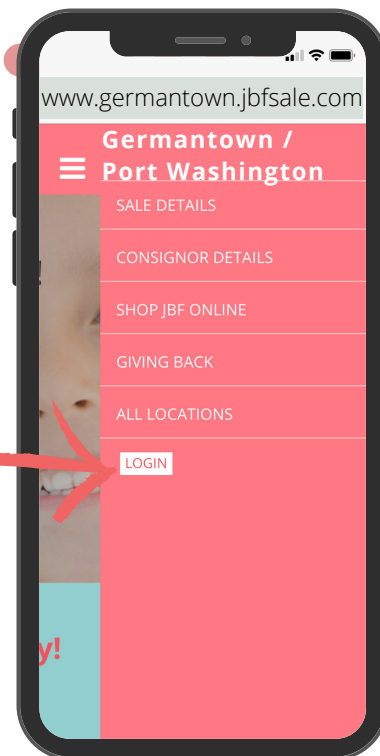 www.germantown.jbfsale.com
Germantown /
Port Washington
SALE DETAILS
CONSIGNOR DETAILS
SHOP JBF ONLINE
GIVING BACK
ALL LOCATIONS
LOGIN
y!